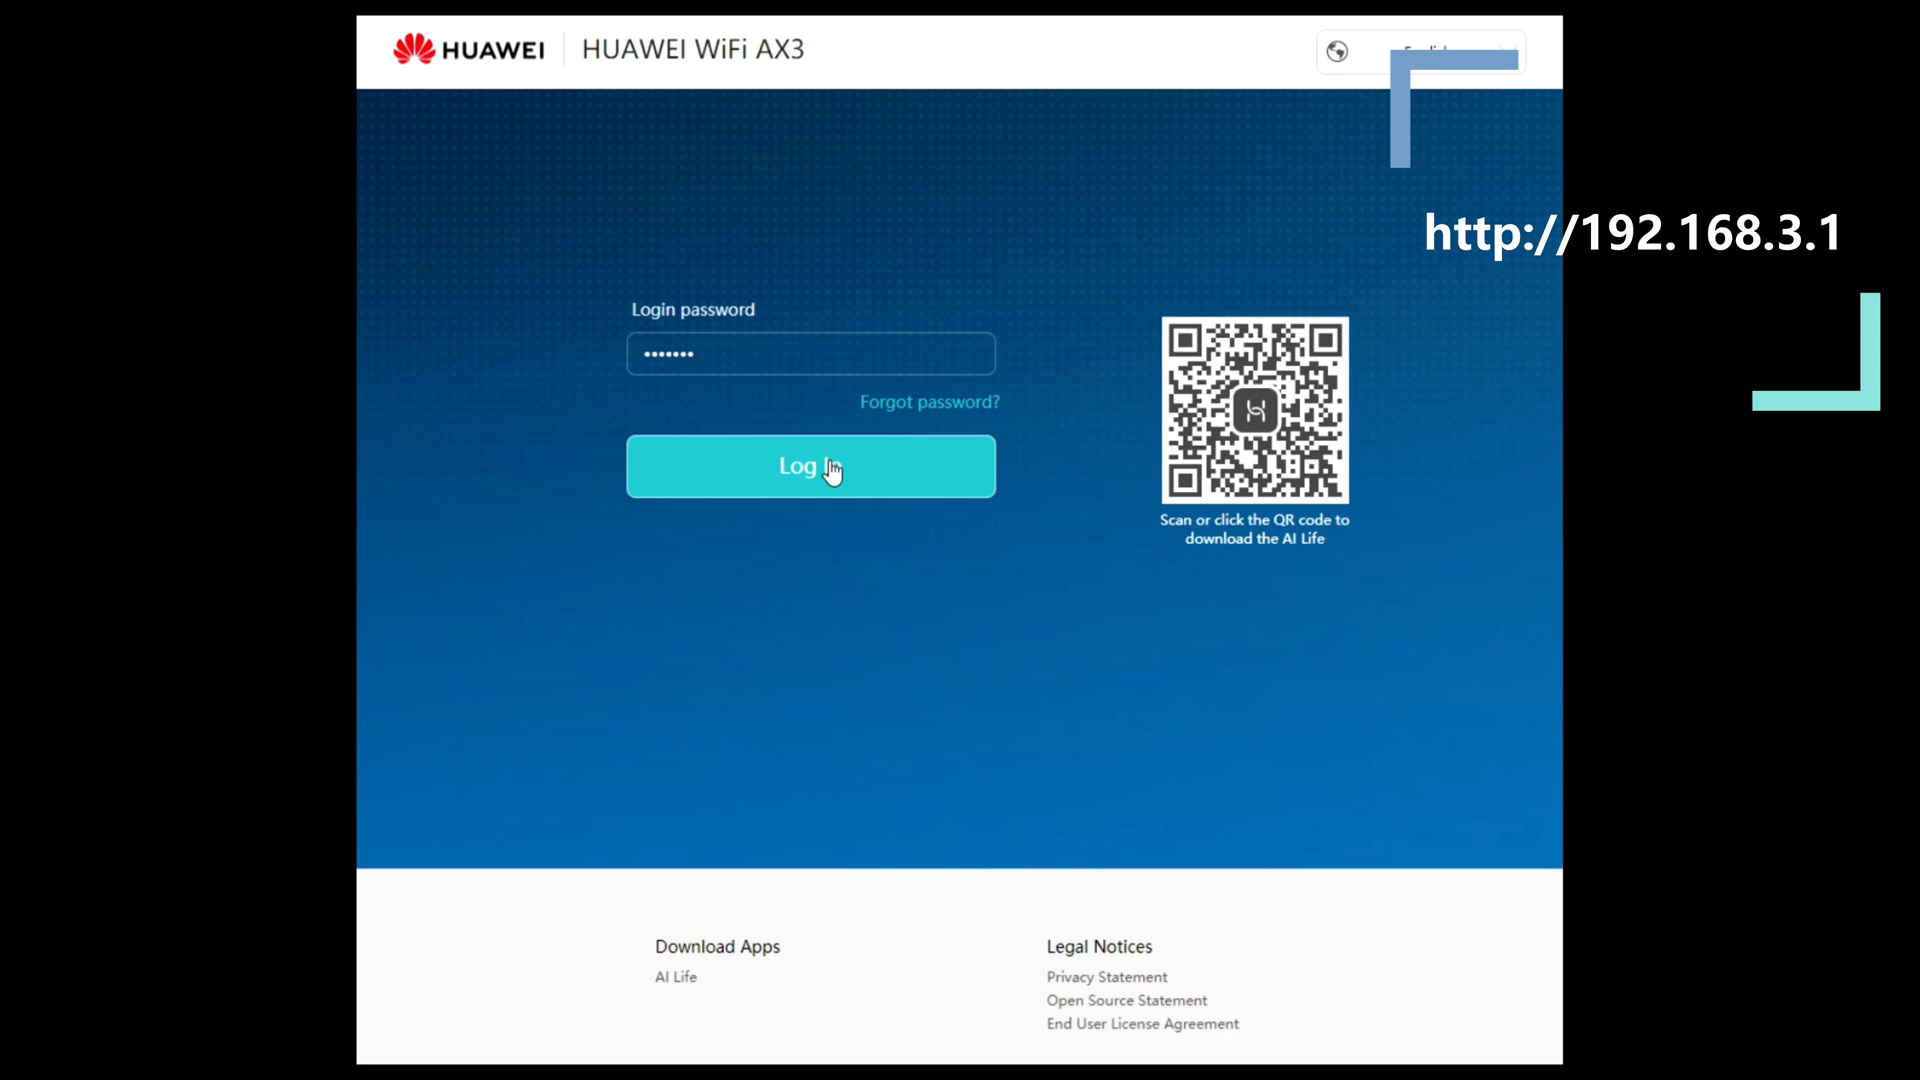 HUAWEI
HUAWEI WiFi AX3
http://192.168.3.1
Login password
•••••••
Forgot password?
Log
Scan or click the QR code to
download the AI Life
Download Apps
AI Life
Legal Notices
Privacy Statement
Open Source Statement
End User License Agreement